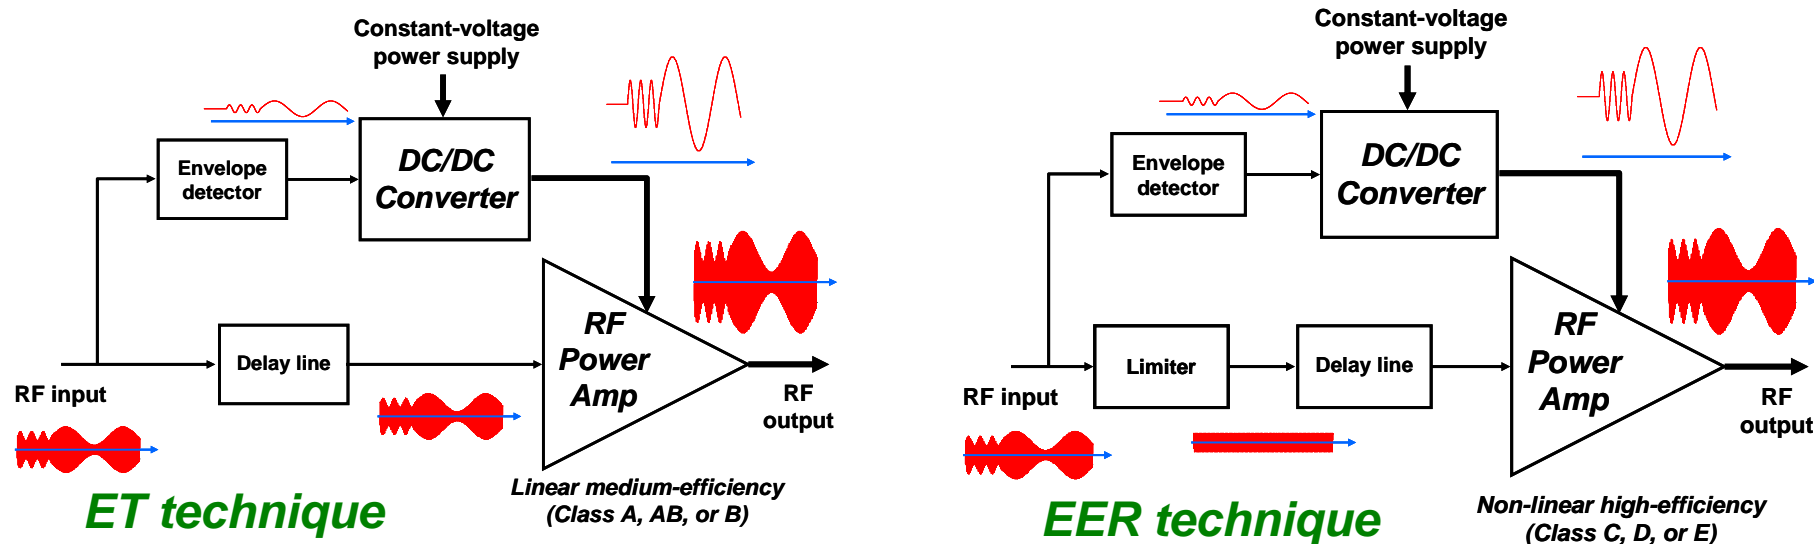 Constant-voltage
power supply
Envelope
detector
DC/DC
Converter
Delay line
RF
Power
Amp
RF input
RF
output
Linear medium-efficiency
(Class A, AB, or B)
ET technique
Constant-voltage
power supply
Envelope
detector
DC/DC
Converter
Limiter
Delay line
RF
Power
Amp
RF input
RF
output
Non-linear high-efficiency
(Class C, D, or E)
EER technique